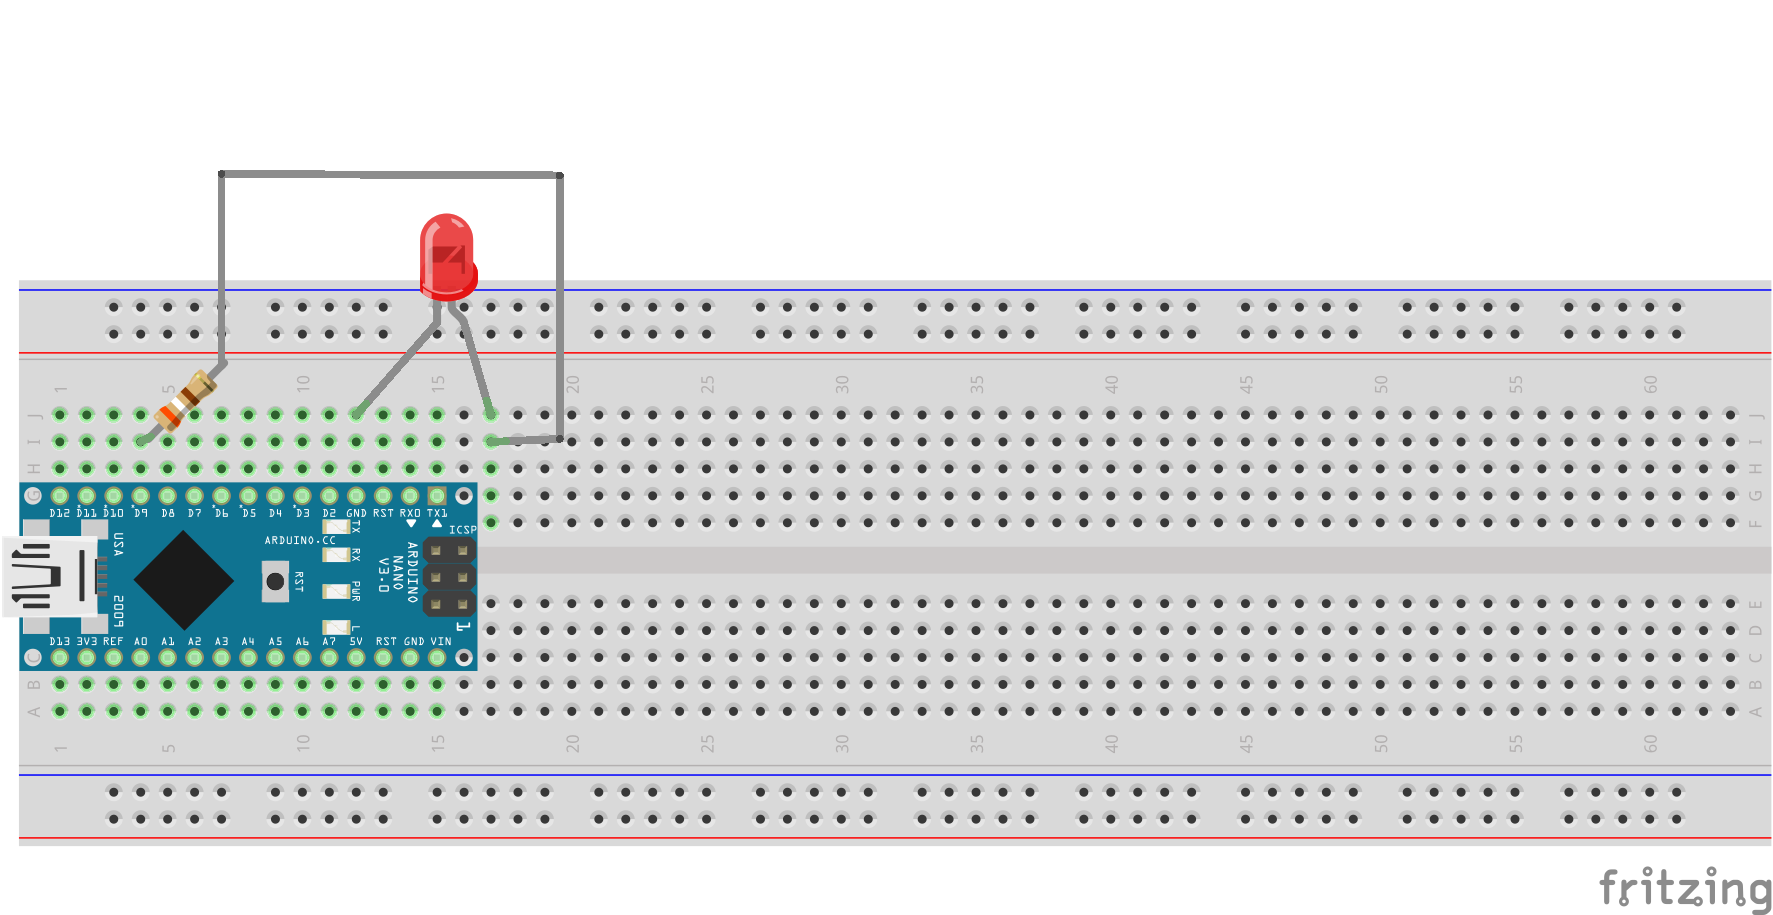 1 5 10 15 20 25 30 35 40 45 50 55 60
J J
I I
H H
G G
F
D12 D11 D10 D9 D8 D7 D6 D5 D4 D3 D2 GND RST RX0 TX1
ICSP
TX
ARDUINO.CC
RX
USA
RST
PWR
ARDUINO
NANO
V3.0
2009
L
1
E
D
D13 3V3 REF A0 A1 A2 A3 A4 A5 A6 A7 5V RST GND VIN
C C
B B
A A
1 5 10 15 20 25 30 35 40 45 50 55 60
fritzing